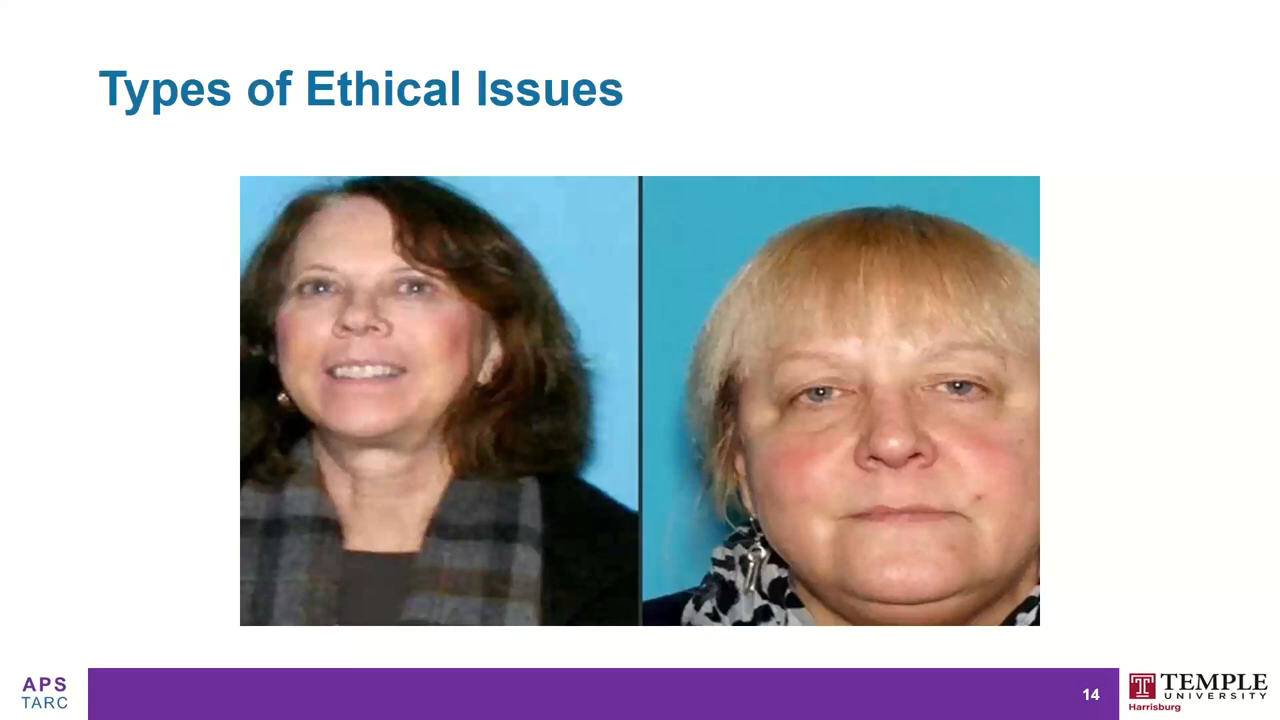 Types of Ethical Issues
APS
TARC
14
TEMPLE
UNIVERSITY
Harrisburg